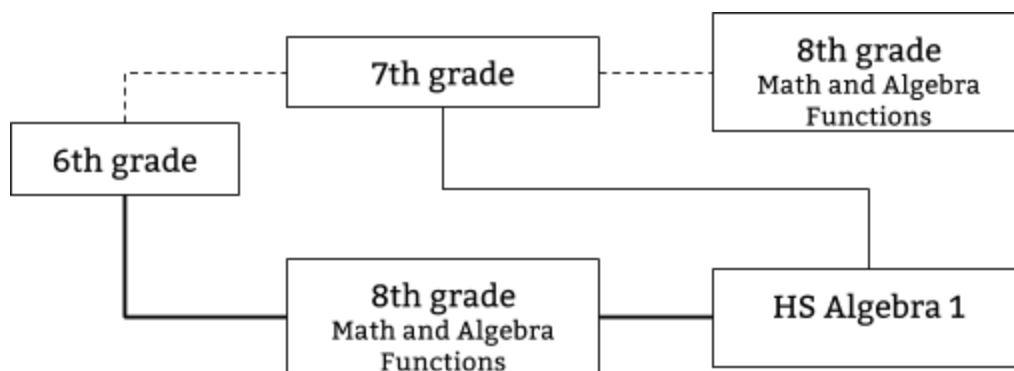 7th grade
8th grade
Math and Algebra
Functions
6th grade
8th grade
Math and Algebra
Functions
HS Algebra 1